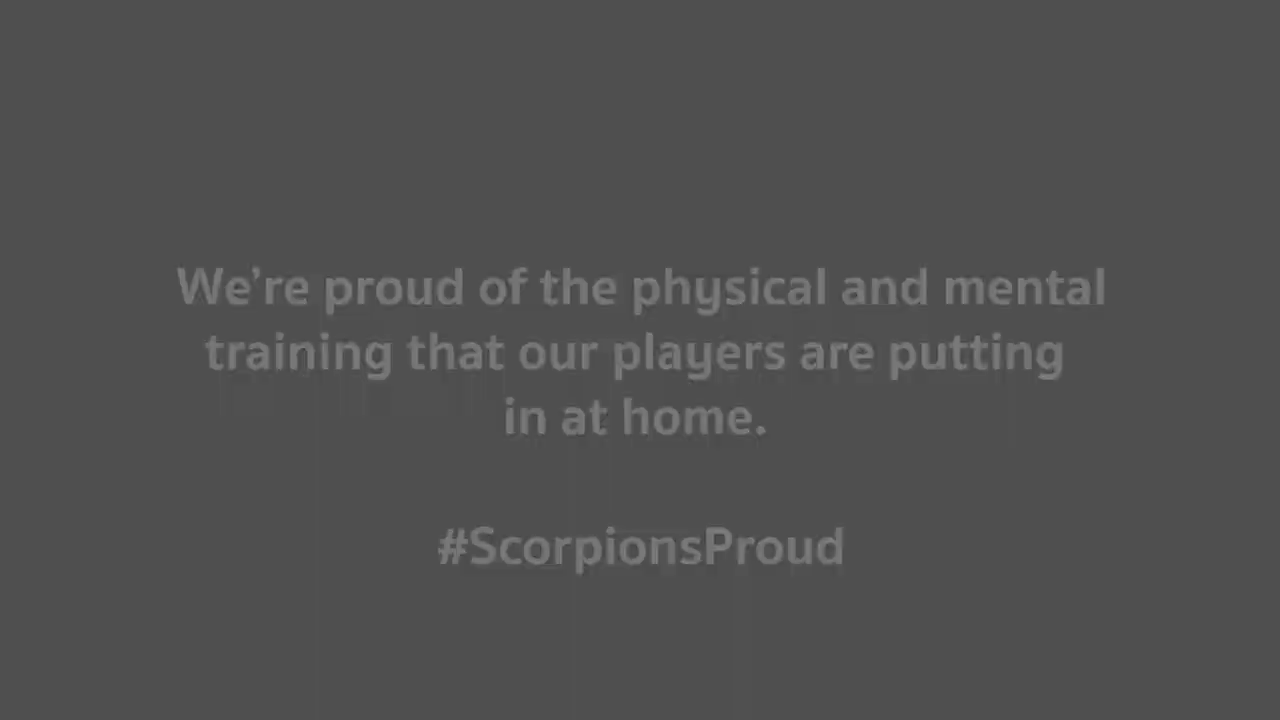 We're proud of the physical and mental
training that our players are putting
in at home.
#ScorpionsProud